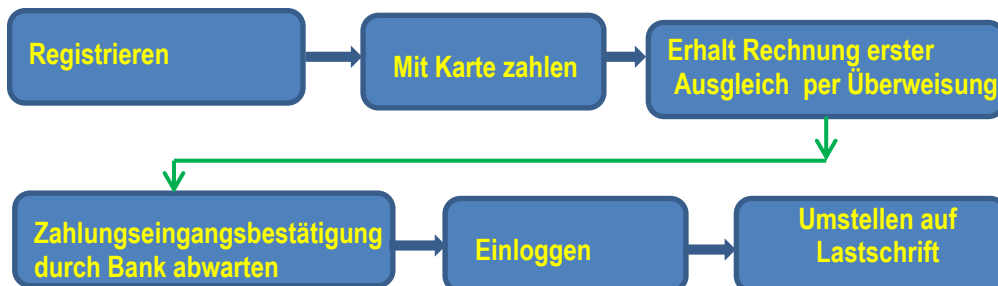 Registrieren
Mit Karte zahlen
Erhalt Rechnung erster
Ausgleich per Überweisung
Zahlungseingangsbestätigung
durch Bank abwarten
Einloggen
Umstellen auf
Lastschrift